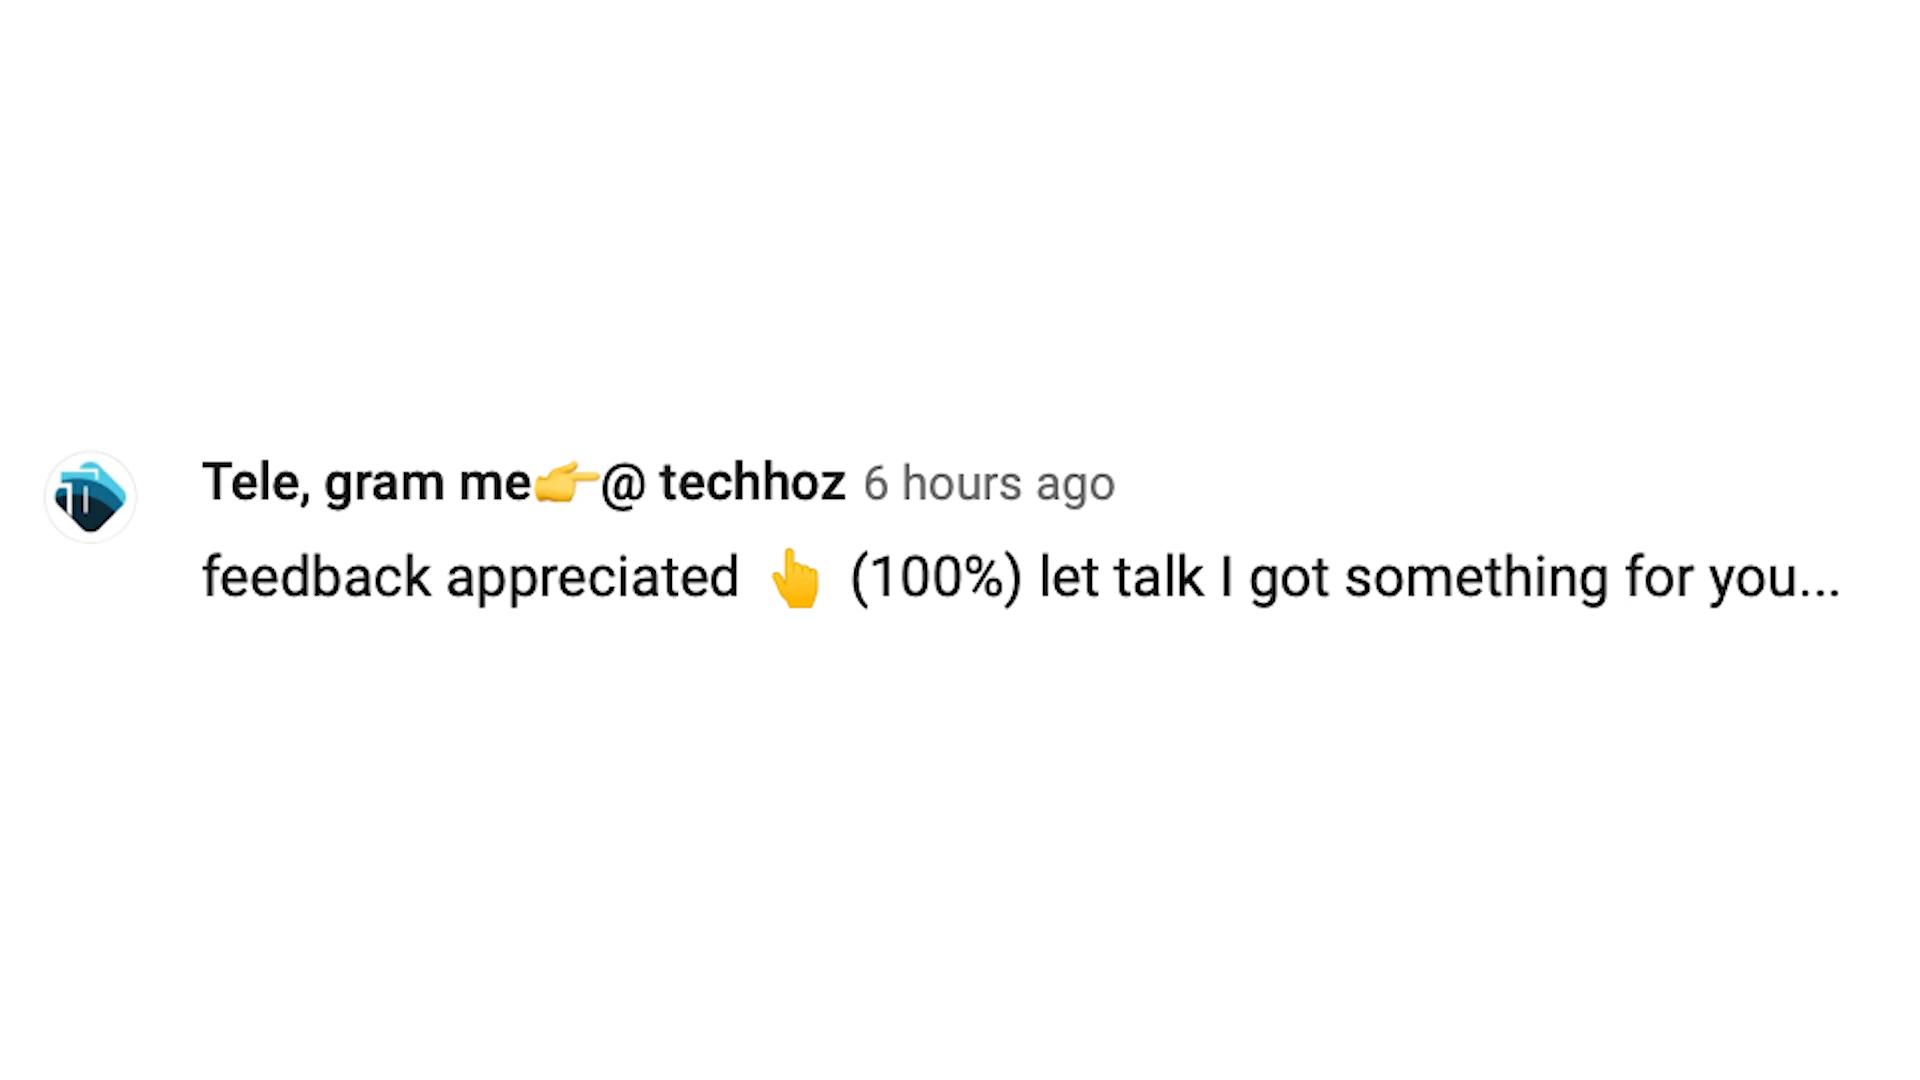 Tele, gram me👉@ techhoz 6 hours ago
feedback appreciated 👆 (100%) let talk I got something for you...